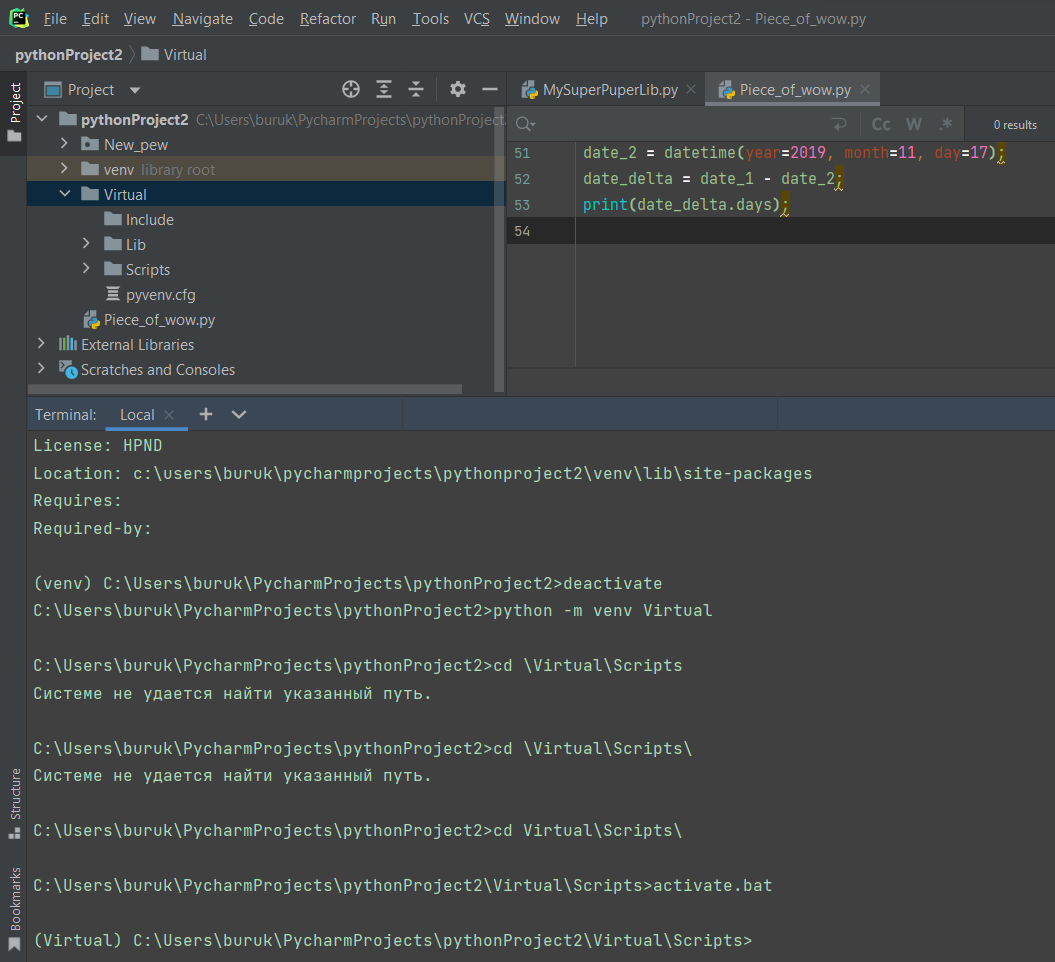 PC File Edit View Navigate Code Refactor Run Tools VCS Window Help pythonProject2 - Piece_of_wow.py
pythonProject2 Virtual
Project
Project
MySuperPuperLib.py Piece_of_wow.py
pythonProject2 C:\Users\buruk\PycharmProjects\pythonProject
New_pew
venv library root
Virtual
Include
Lib
Scripts
pyvenv.cfg
Piece_of_wow.py
External Libraries
Scratches and Consoles
Cc W .* 0 results
51 date_2 = datetime(year=2019, month=11, day=17);
52 date_delta = date_1 - date_2;
53 print(date_delta.days);
54
Terminal: Local
License: HPND
Location: c:\users\buruk\pycharmprojects\pythonproject2\venv\lib\site-packages
Requires:
Required-by:
(venv) C:\Users\buruk\PycharmProjects\pythonProject2>deactivate
C:\Users\buruk\PycharmProjects\pythonProject2>python -m venv Virtual
C:\Users\buruk\PycharmProjects\pythonProject2>cd \Virtual\Scripts
Системе не удается найти указанный путь.
C:\Users\buruk\PycharmProjects\pythonProject2>cd \Virtual\Scripts\
Системе не удается найти указанный путь.
C:\Users\buruk\PycharmProjects\pythonProject2>cd Virtual\Scripts\
C:\Users\buruk\PycharmProjects\pythonProject2\Virtual\Scripts>activate.bat
(Virtual) C:\Users\buruk\PycharmProjects\pythonProject2\Virtual\Scripts>
Structure
Bookmarks